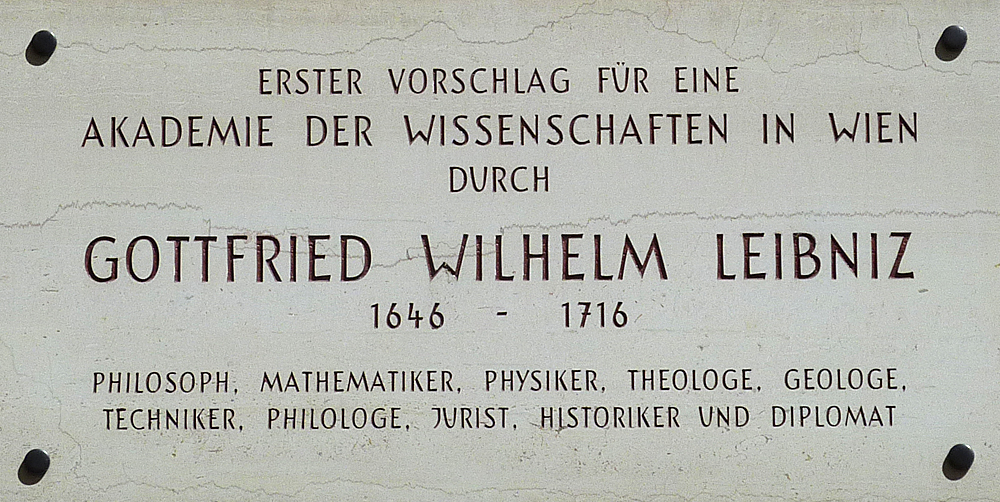 ERSTER VORSCHLAG FÜR EINE
AKADEMIE DER WISSENSCHAFTEN IN WIEN
DURCH
GOTTFRIED WILHELM LEIBNIZ
1646 - 1716
PHILOSOPH, MATHEMATIKER, PHYSIKER, THEOLOGE, GEOLOGE,
TECHNIKER, PHILOLOGE, JURIST, HISTORIKER UND DIPLOMAT